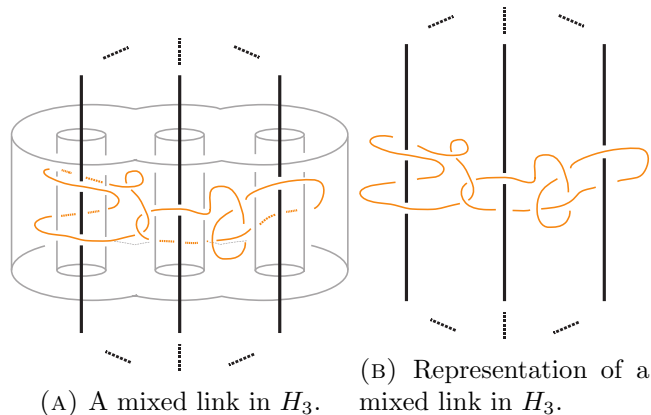 (A) A mixed link in H₃.
(B) Representation of a
mixed link in H₃.